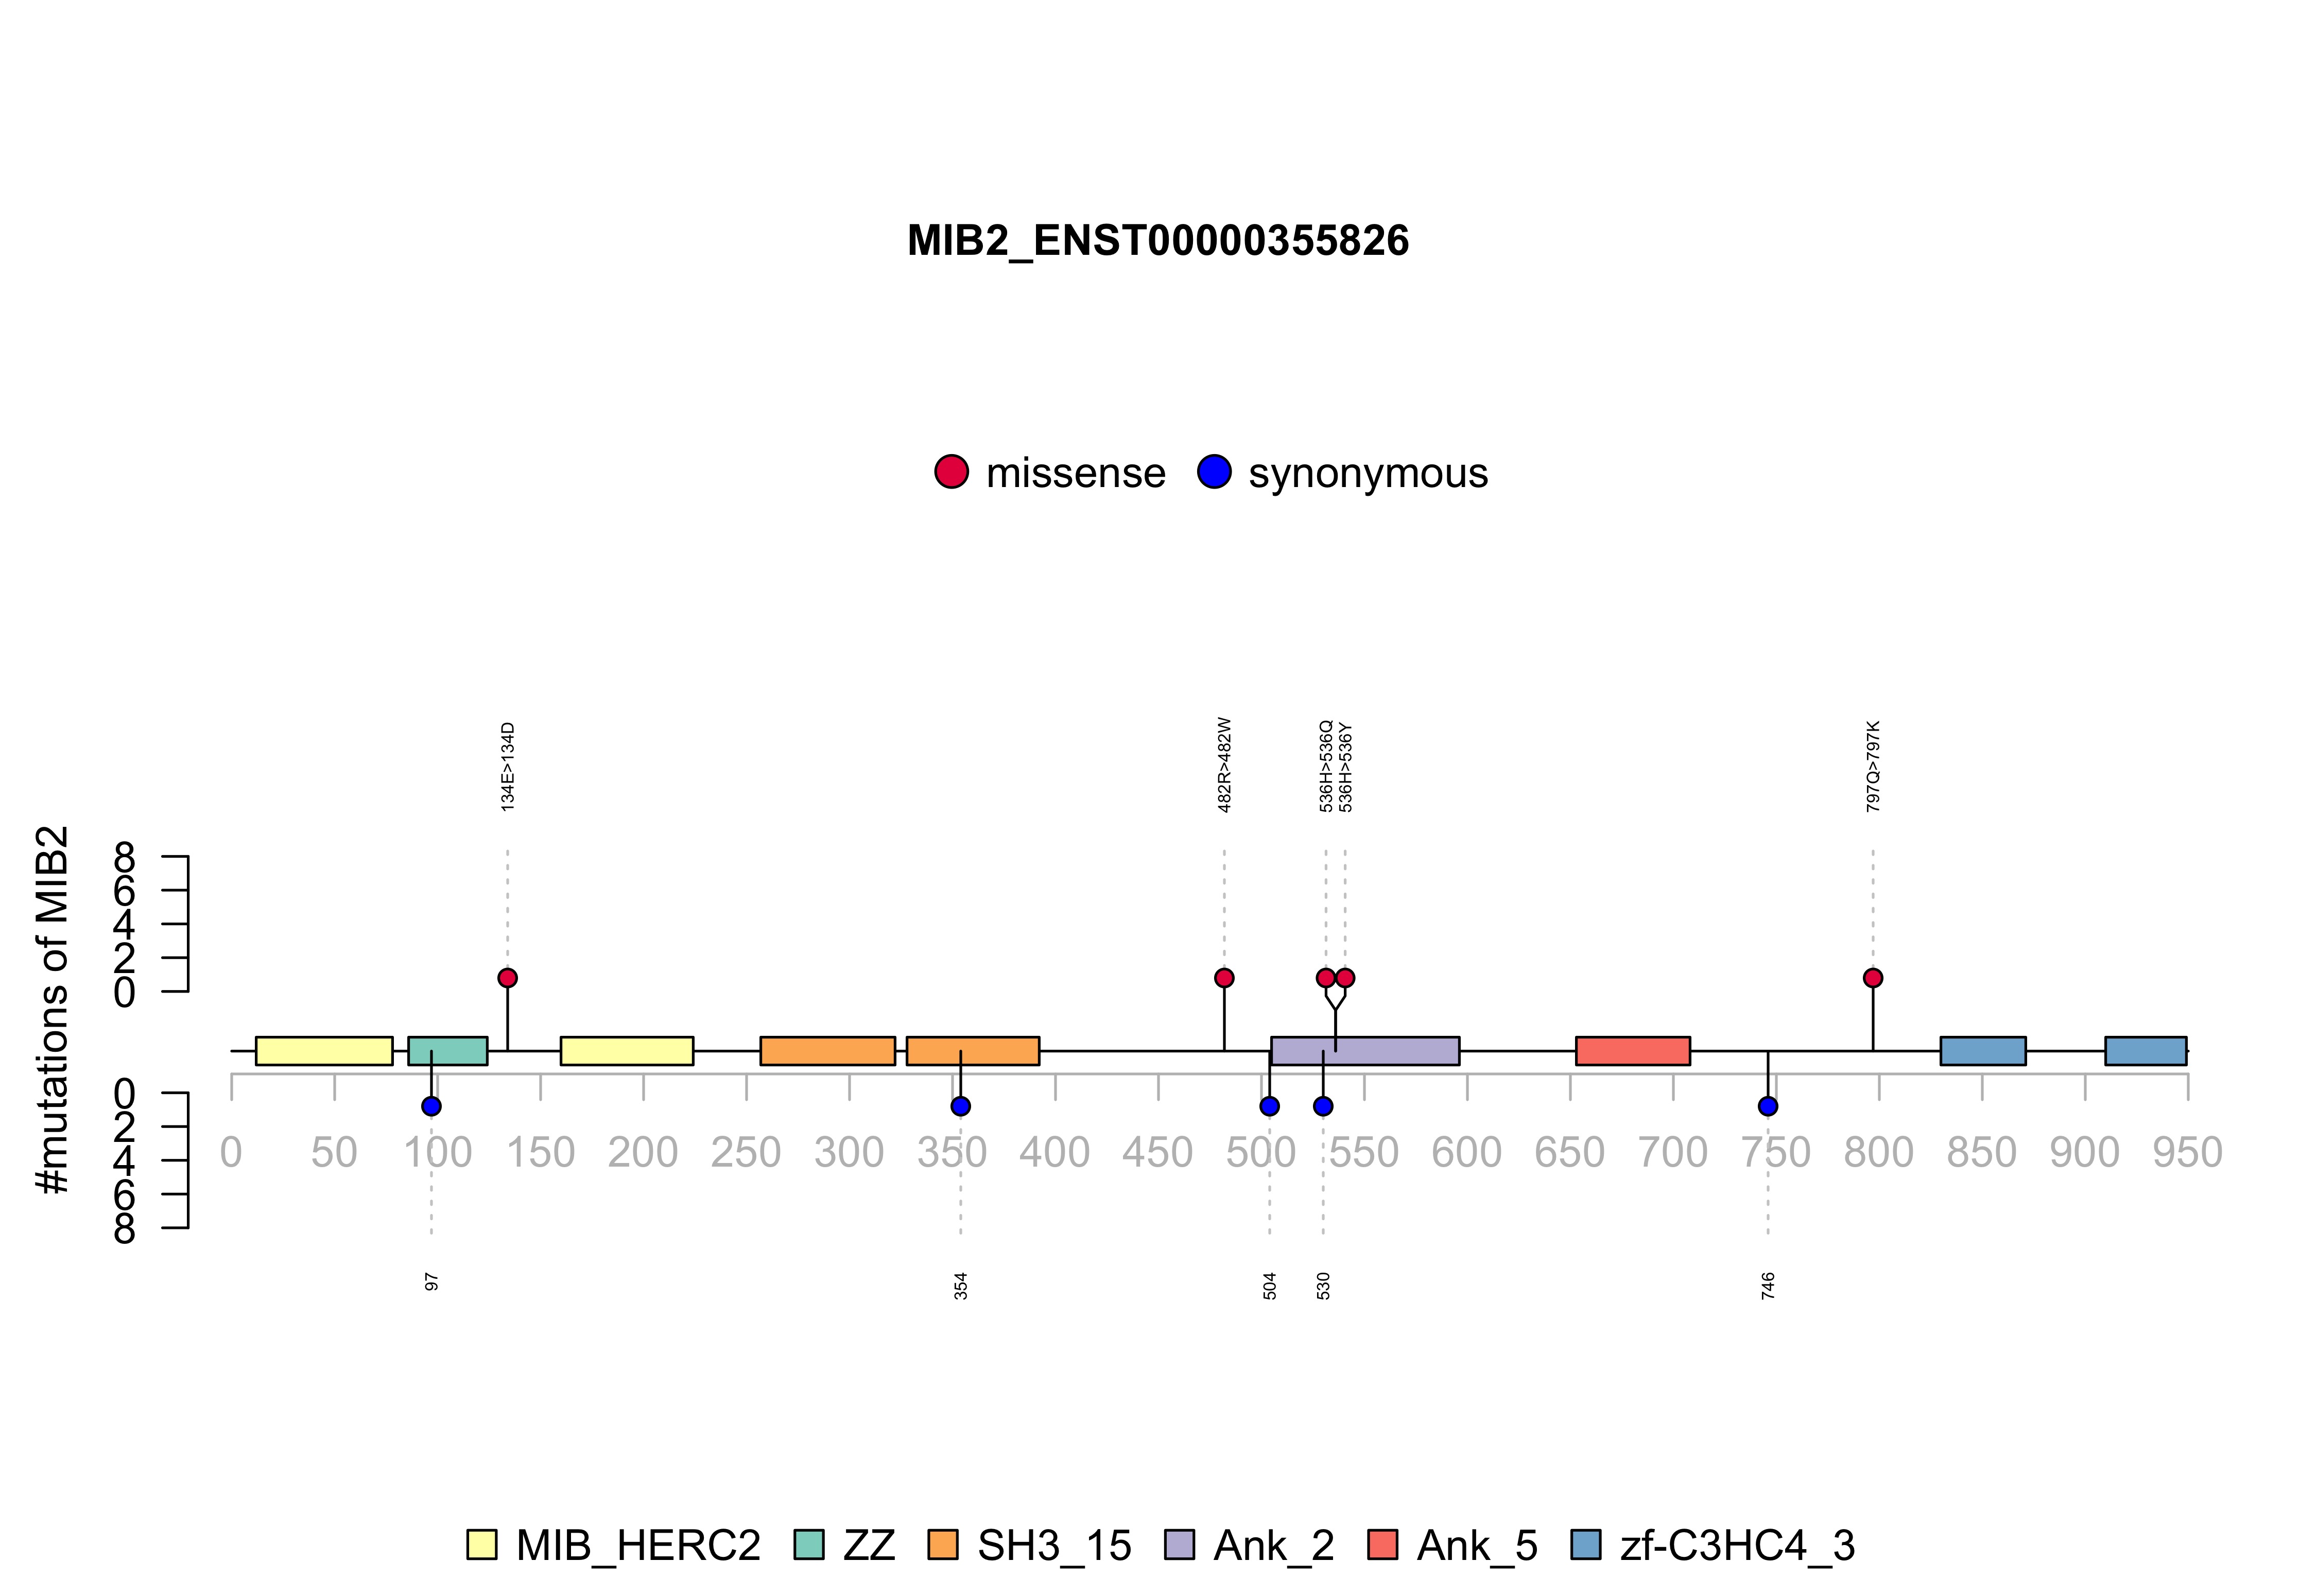 MIB2_ENST00000355826
missense synonymous
134E>134D 482R>482W 536H>536Q 536H>536Y 797Q>797K
#mutations of MIB2
8
6
4
2
0
0
2
4
6
8
0 50 100 150 200 250 300 350 400 450 500 550 600 650 700 750 800 850 900 950
97 354 504 530 746
MIB_HERC2 ZZ SH3_15 Ank_2 Ank_5 zf-C3HC4_3